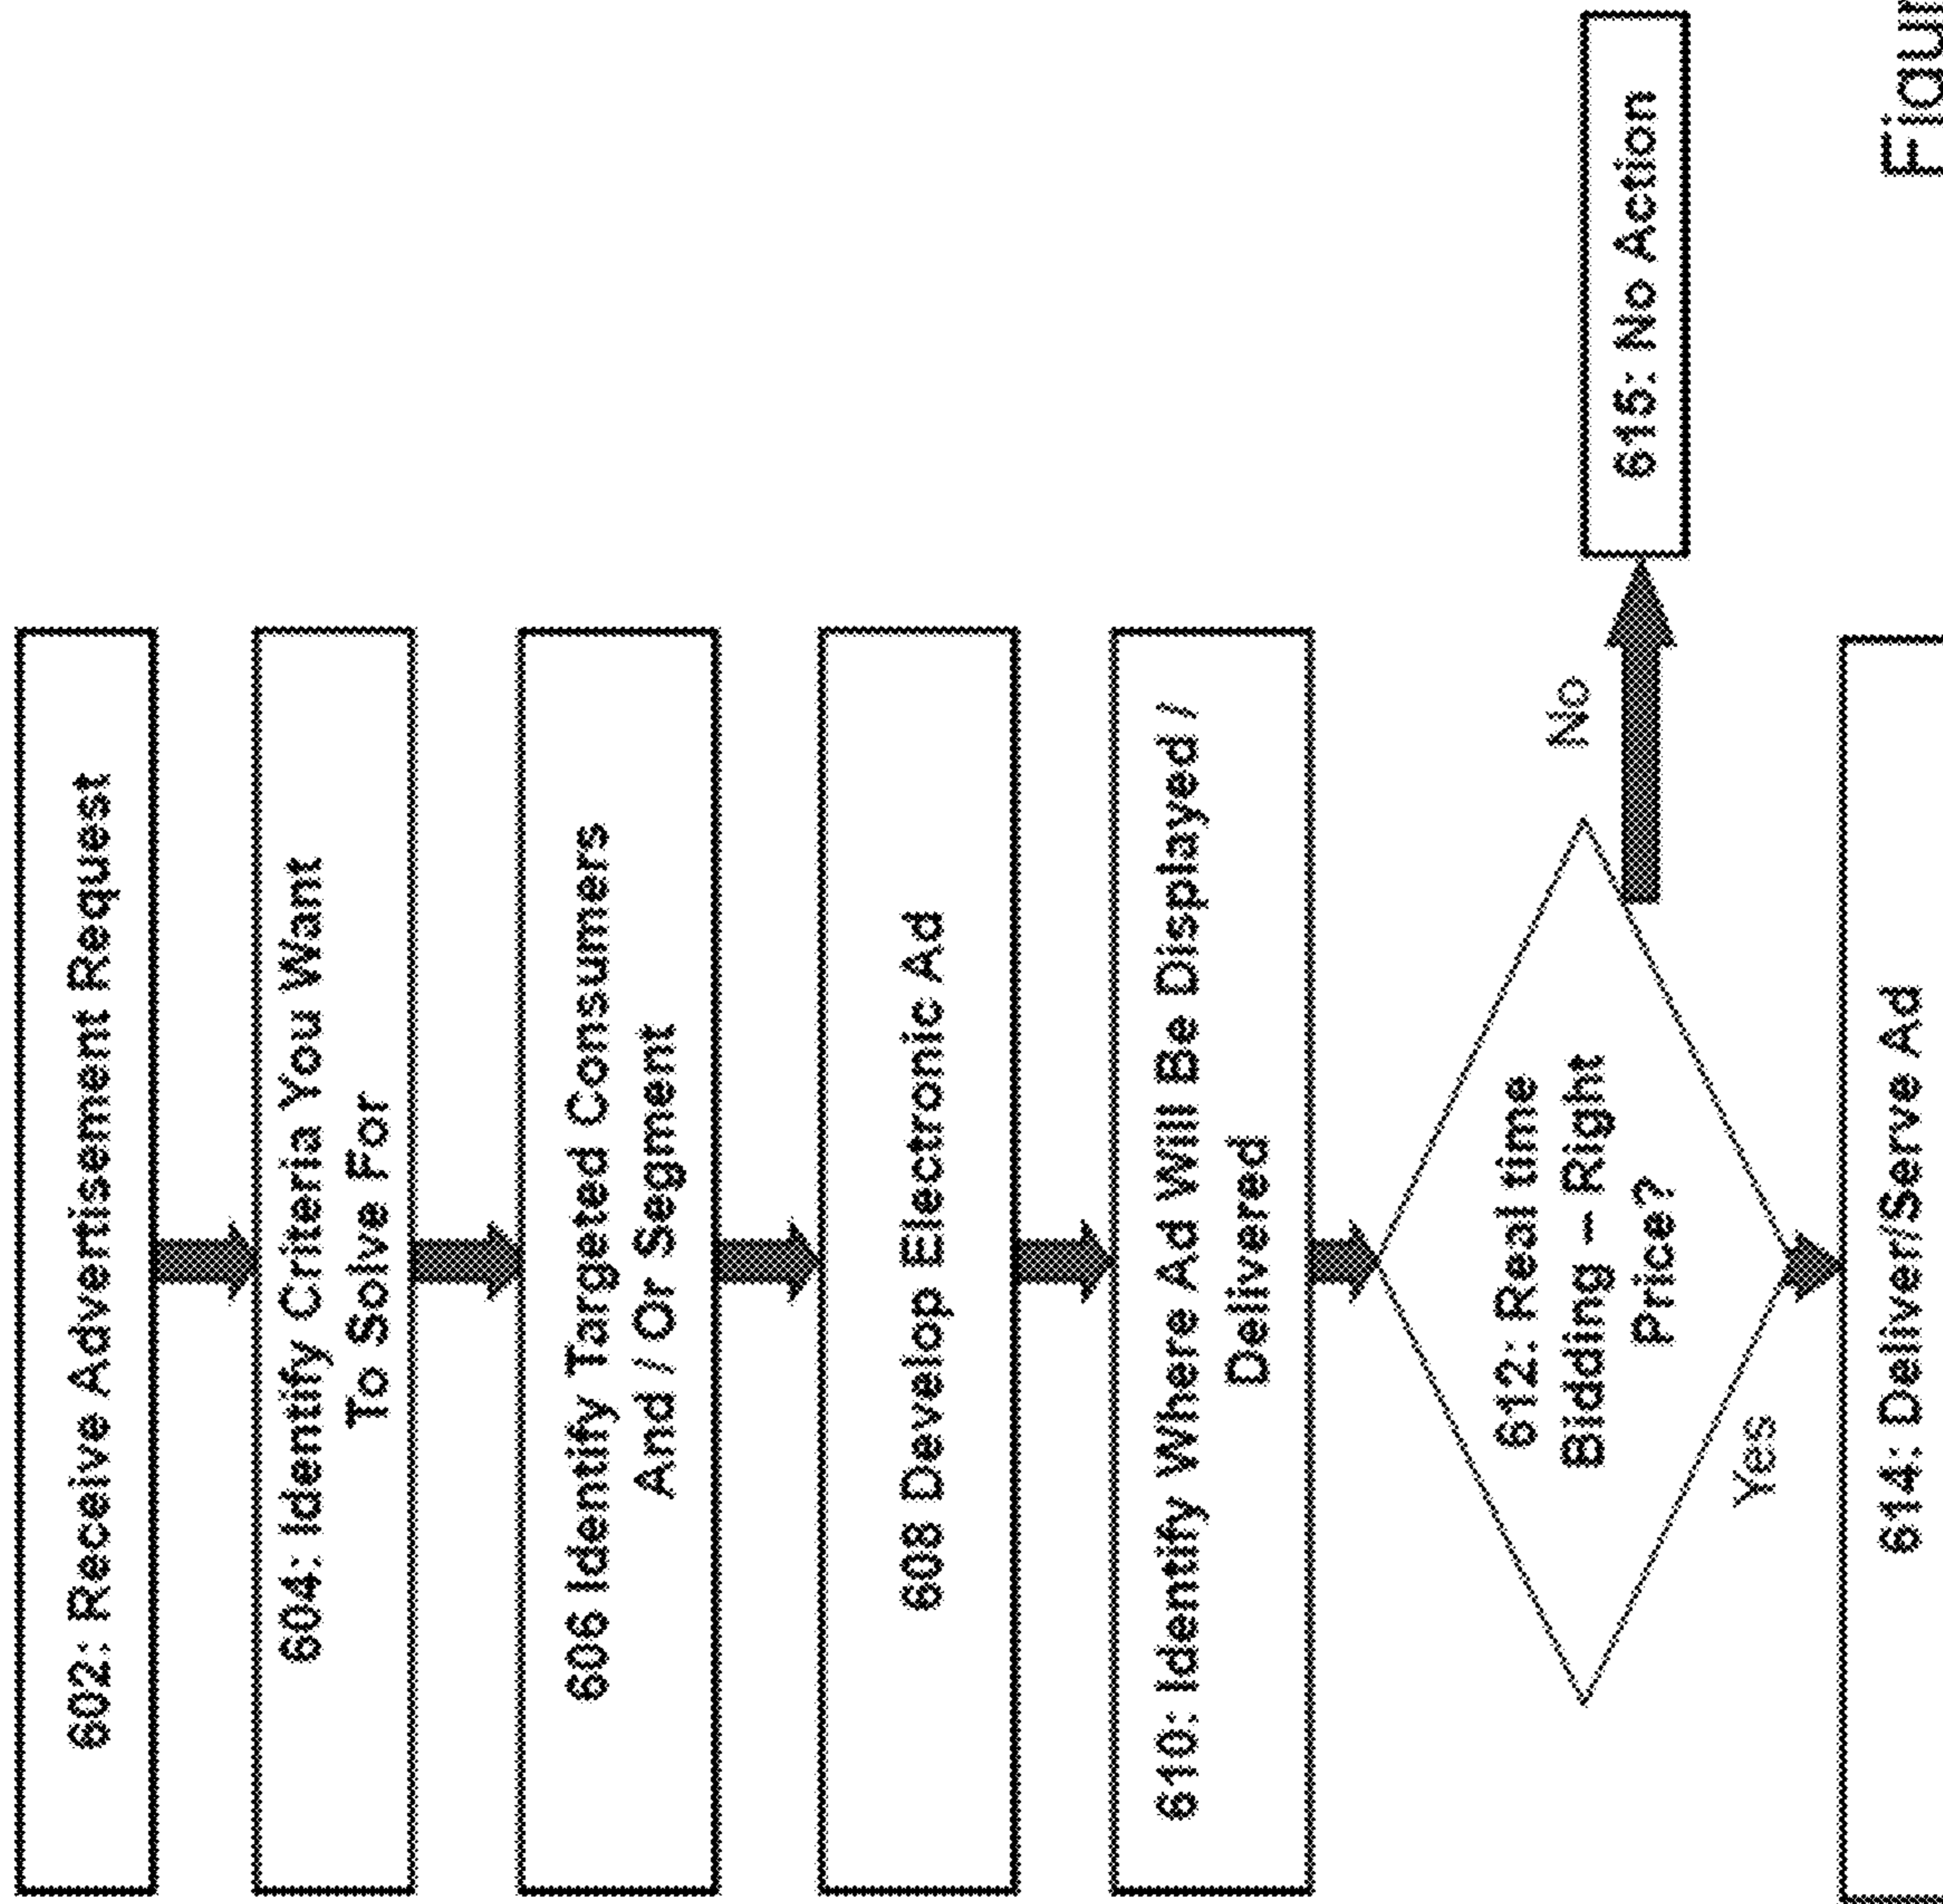 602: Receive Advertisement Request
604: Identify Criteria You Want
To Solve For
606 Identify Targeted Consumers
And / Or Segment
608 Develop Electronic Ad
610: Identify Where Ad Will Be Displayed /
Delivered
612: Real time
Bidding – Right
Price?
No
615: No Action
Yes
614: Deliver/Serve Ad